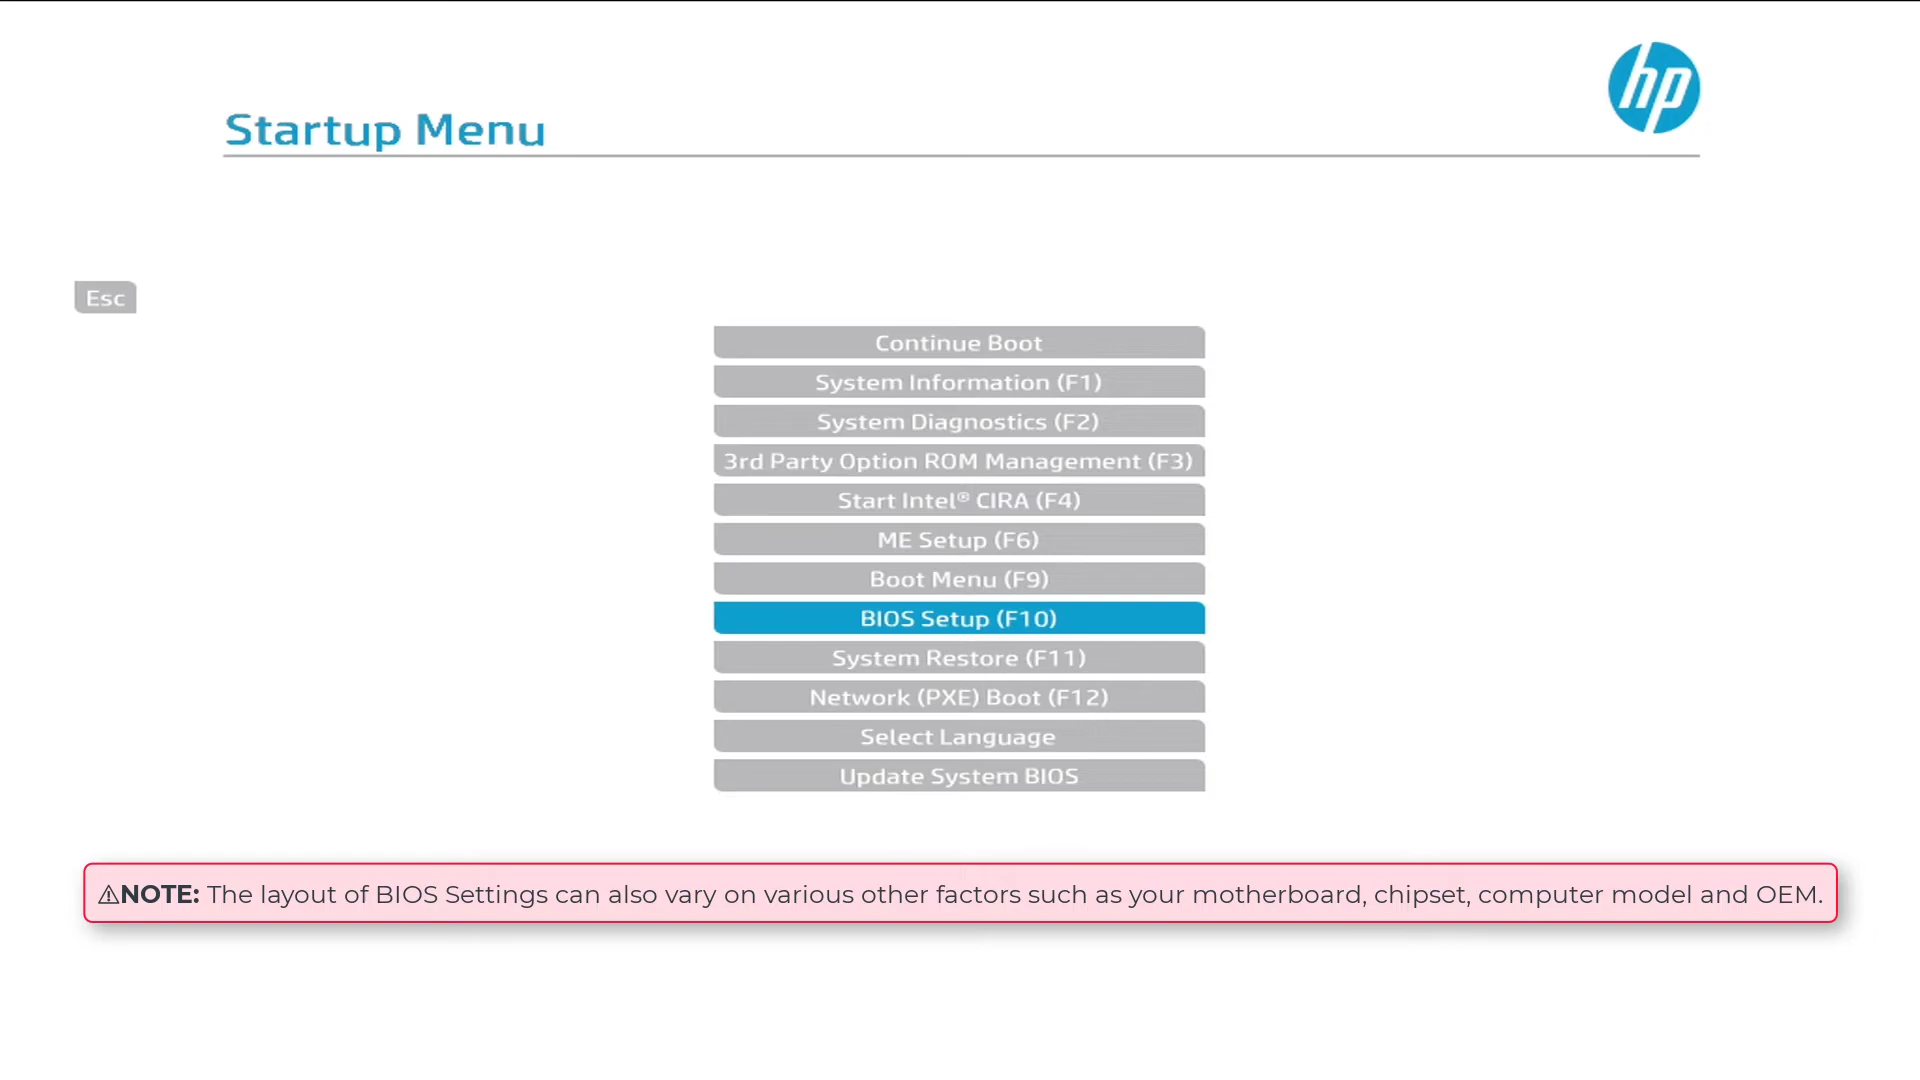 hp
Startup Menu
Esc
Continue Boot
System Information (F1)
System Diagnostics (F2)
3rd Party Option ROM Management (F3)
Start Intel® CIRA (F4)
ME Setup (F6)
Boot Menu (F9)
BIOS Setup (F10)
System Restore (F11)
Network (PXE) Boot (F12)
Select Language
Update System BIOS
⚠NOTE: The layout of BIOS Settings can also vary on various other factors such as your motherboard, chipset, computer model and OEM.